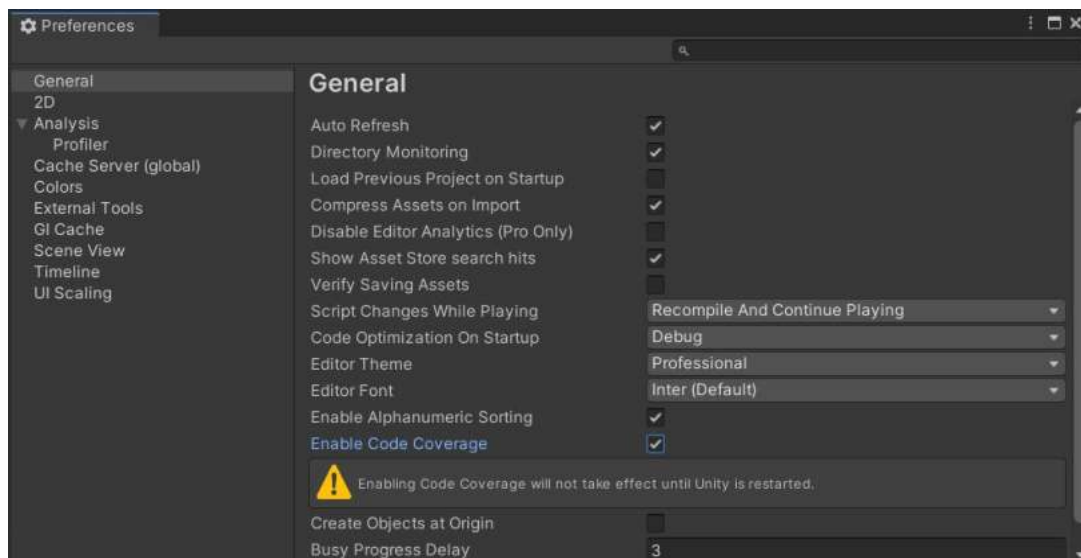 Preferences
General
2D
Analysis
Profiler
Cache Server (global)
Colors
External Tools
GI Cache
Scene View
Timeline
UI Scaling
General
Auto Refresh
Directory Monitoring
Load Previous Project on Startup
Compress Assets on Import
Disable Editor Analytics (Pro Only)
Show Asset Store search hits
Verify Saving Assets
Script Changes While Playing Recompile And Continue Playing
Code Optimization On Startup Debug
Editor Theme Professional
Editor Font Inter (Default)
Enable Alphanumeric Sorting
Enable Code Coverage
Enabling Code Coverage will not take effect until Unity is restarted.
Create Objects at Origin
Busy Progress Delay 3